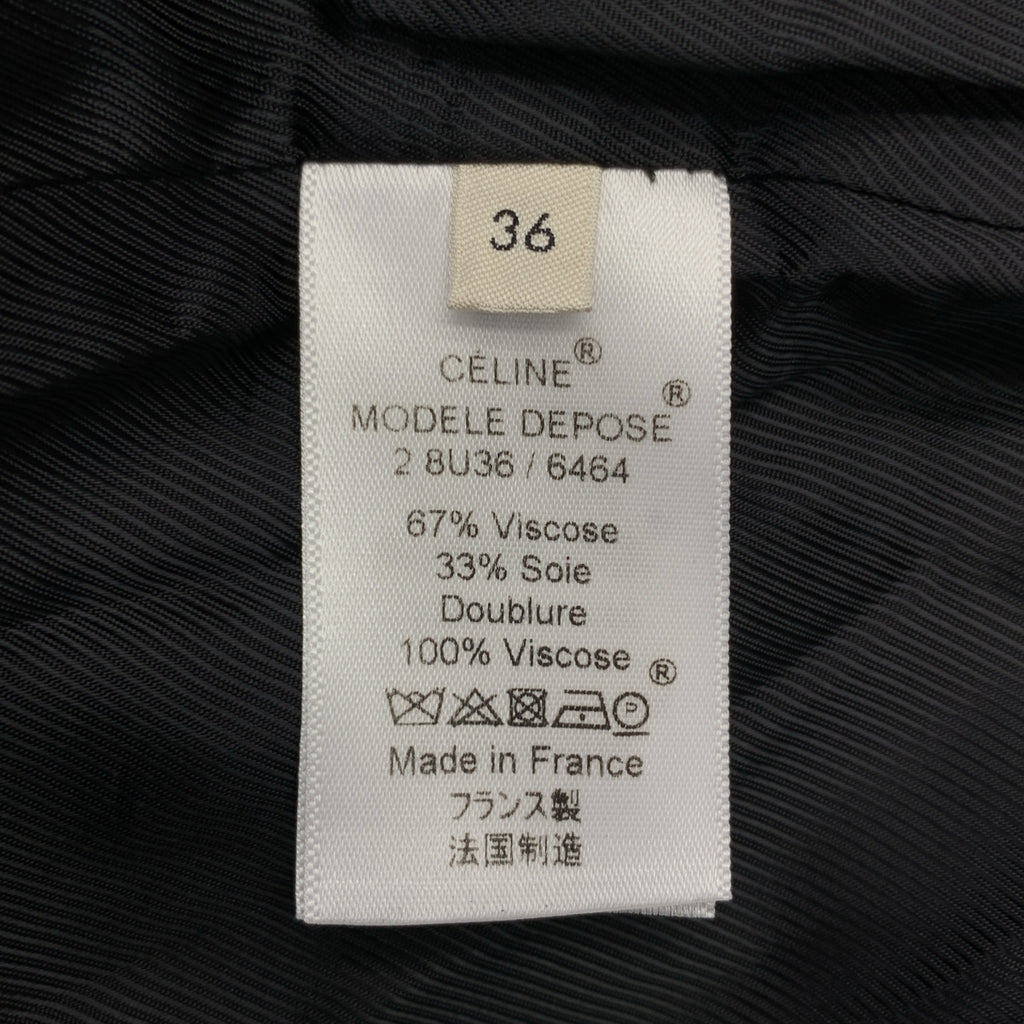 36
CÉLINE®
MODELE DEPOSE®
2 8U36 / 6464
67% Viscose
33% Soie
Doublure
100% Viscose
®
P
Made in France
フランス製
法国制造